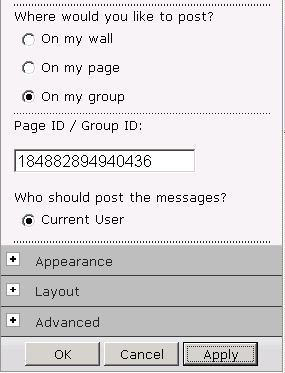 Where would you like to post?
On my wall
On my page
On my group
Page ID / Group ID:
184882894940436
Who should post the messages?
Current User
Appearance
Layout
Advanced
OK Cancel Apply